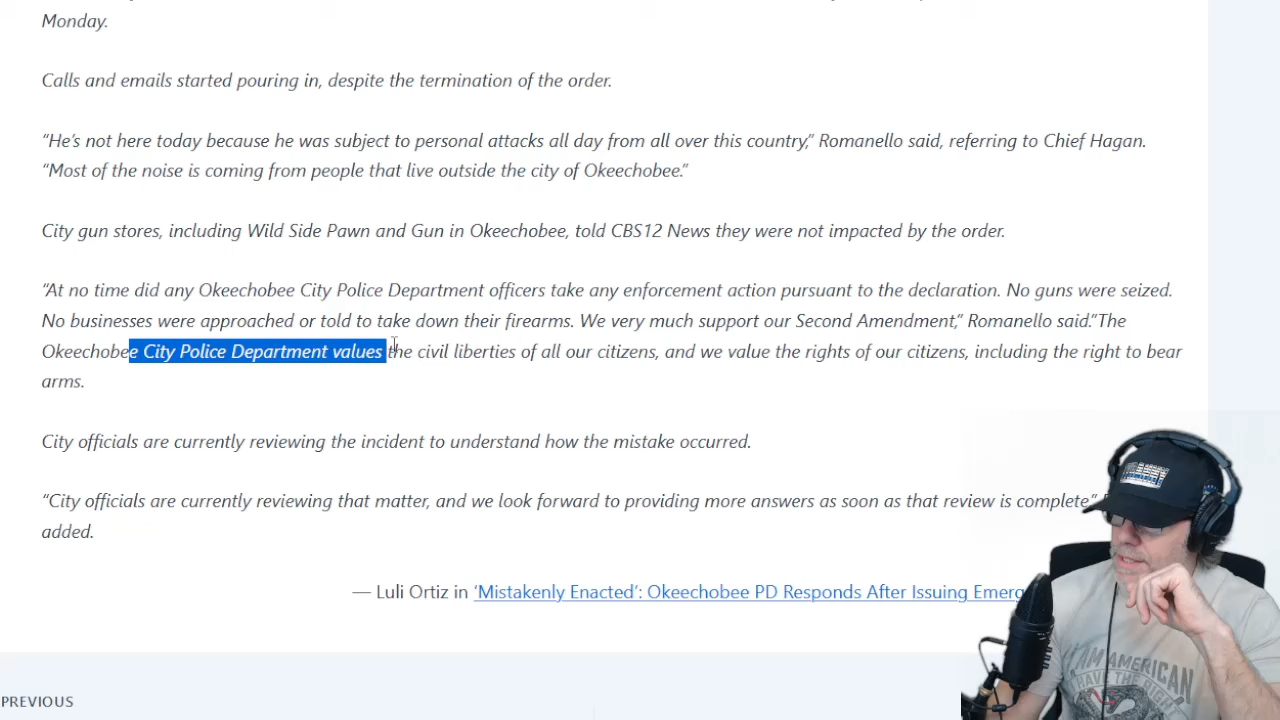 Monday.
Calls and emails started pouring in, despite the termination of the order.
“He’s not here today because he was subject to personal attacks all day from all over this country,” Romanello said, referring to Chief Hagan.
“Most of the noise is coming from people that live outside the city of Okeechobee.”
City gun stores, including Wild Side Pawn and Gun in Okeechobee, told CBS12 News they were not impacted by the order.
“At no time did any Okeechobee City Police Department officers take any enforcement action pursuant to the declaration. No guns were seized.
No businesses were approached or told to take down their firearms. We very much support our Second Amendment,” Romanello said.“The
Okeechobee City Police Department values the civil liberties of all our citizens, and we value the rights of our citizens, including the right to bear
arms.
City officials are currently reviewing the incident to understand how the mistake occurred.
“City officials are currently reviewing that matter, and we look forward to providing more answers as soon as that review is complete,”
added.
— Luli Ortiz in ‘Mistakenly Enacted’: Okeechobee PD Responds After Issuing
PREVIOUS
AM AMERICAN
HAVE THE RIGHT